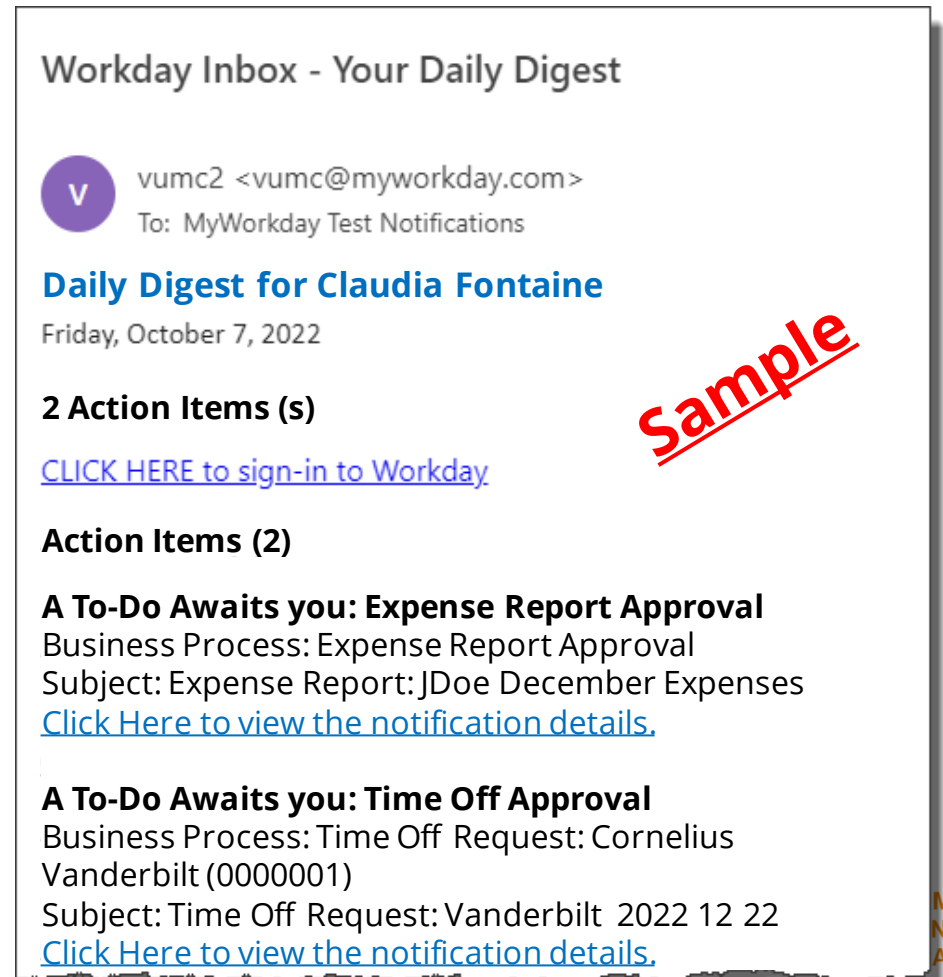 Workday Inbox - Your Daily Digest
V
vumc2 <vumc@myworkday.com>
To: MyWorkday Test Notifications
Daily Digest for Claudia Fontaine
Friday, October 7, 2022
Sample
2 Action Items (s)
CLICK HERE to sign-in to Workday
Action Items (2)
A To-Do Awaits you: Expense Report Approval
Business Process: Expense Report Approval
Subject: Expense Report: JDoe December Expenses
Click Here to view the notification details.
A To-Do Awaits you: Time Off Approval
Business Process: Time Off Request: Cornelius
Vanderbilt (0000001)
Subject: Time Off Request: Vanderbilt 2022 12 22
Click Here to view the notification details.